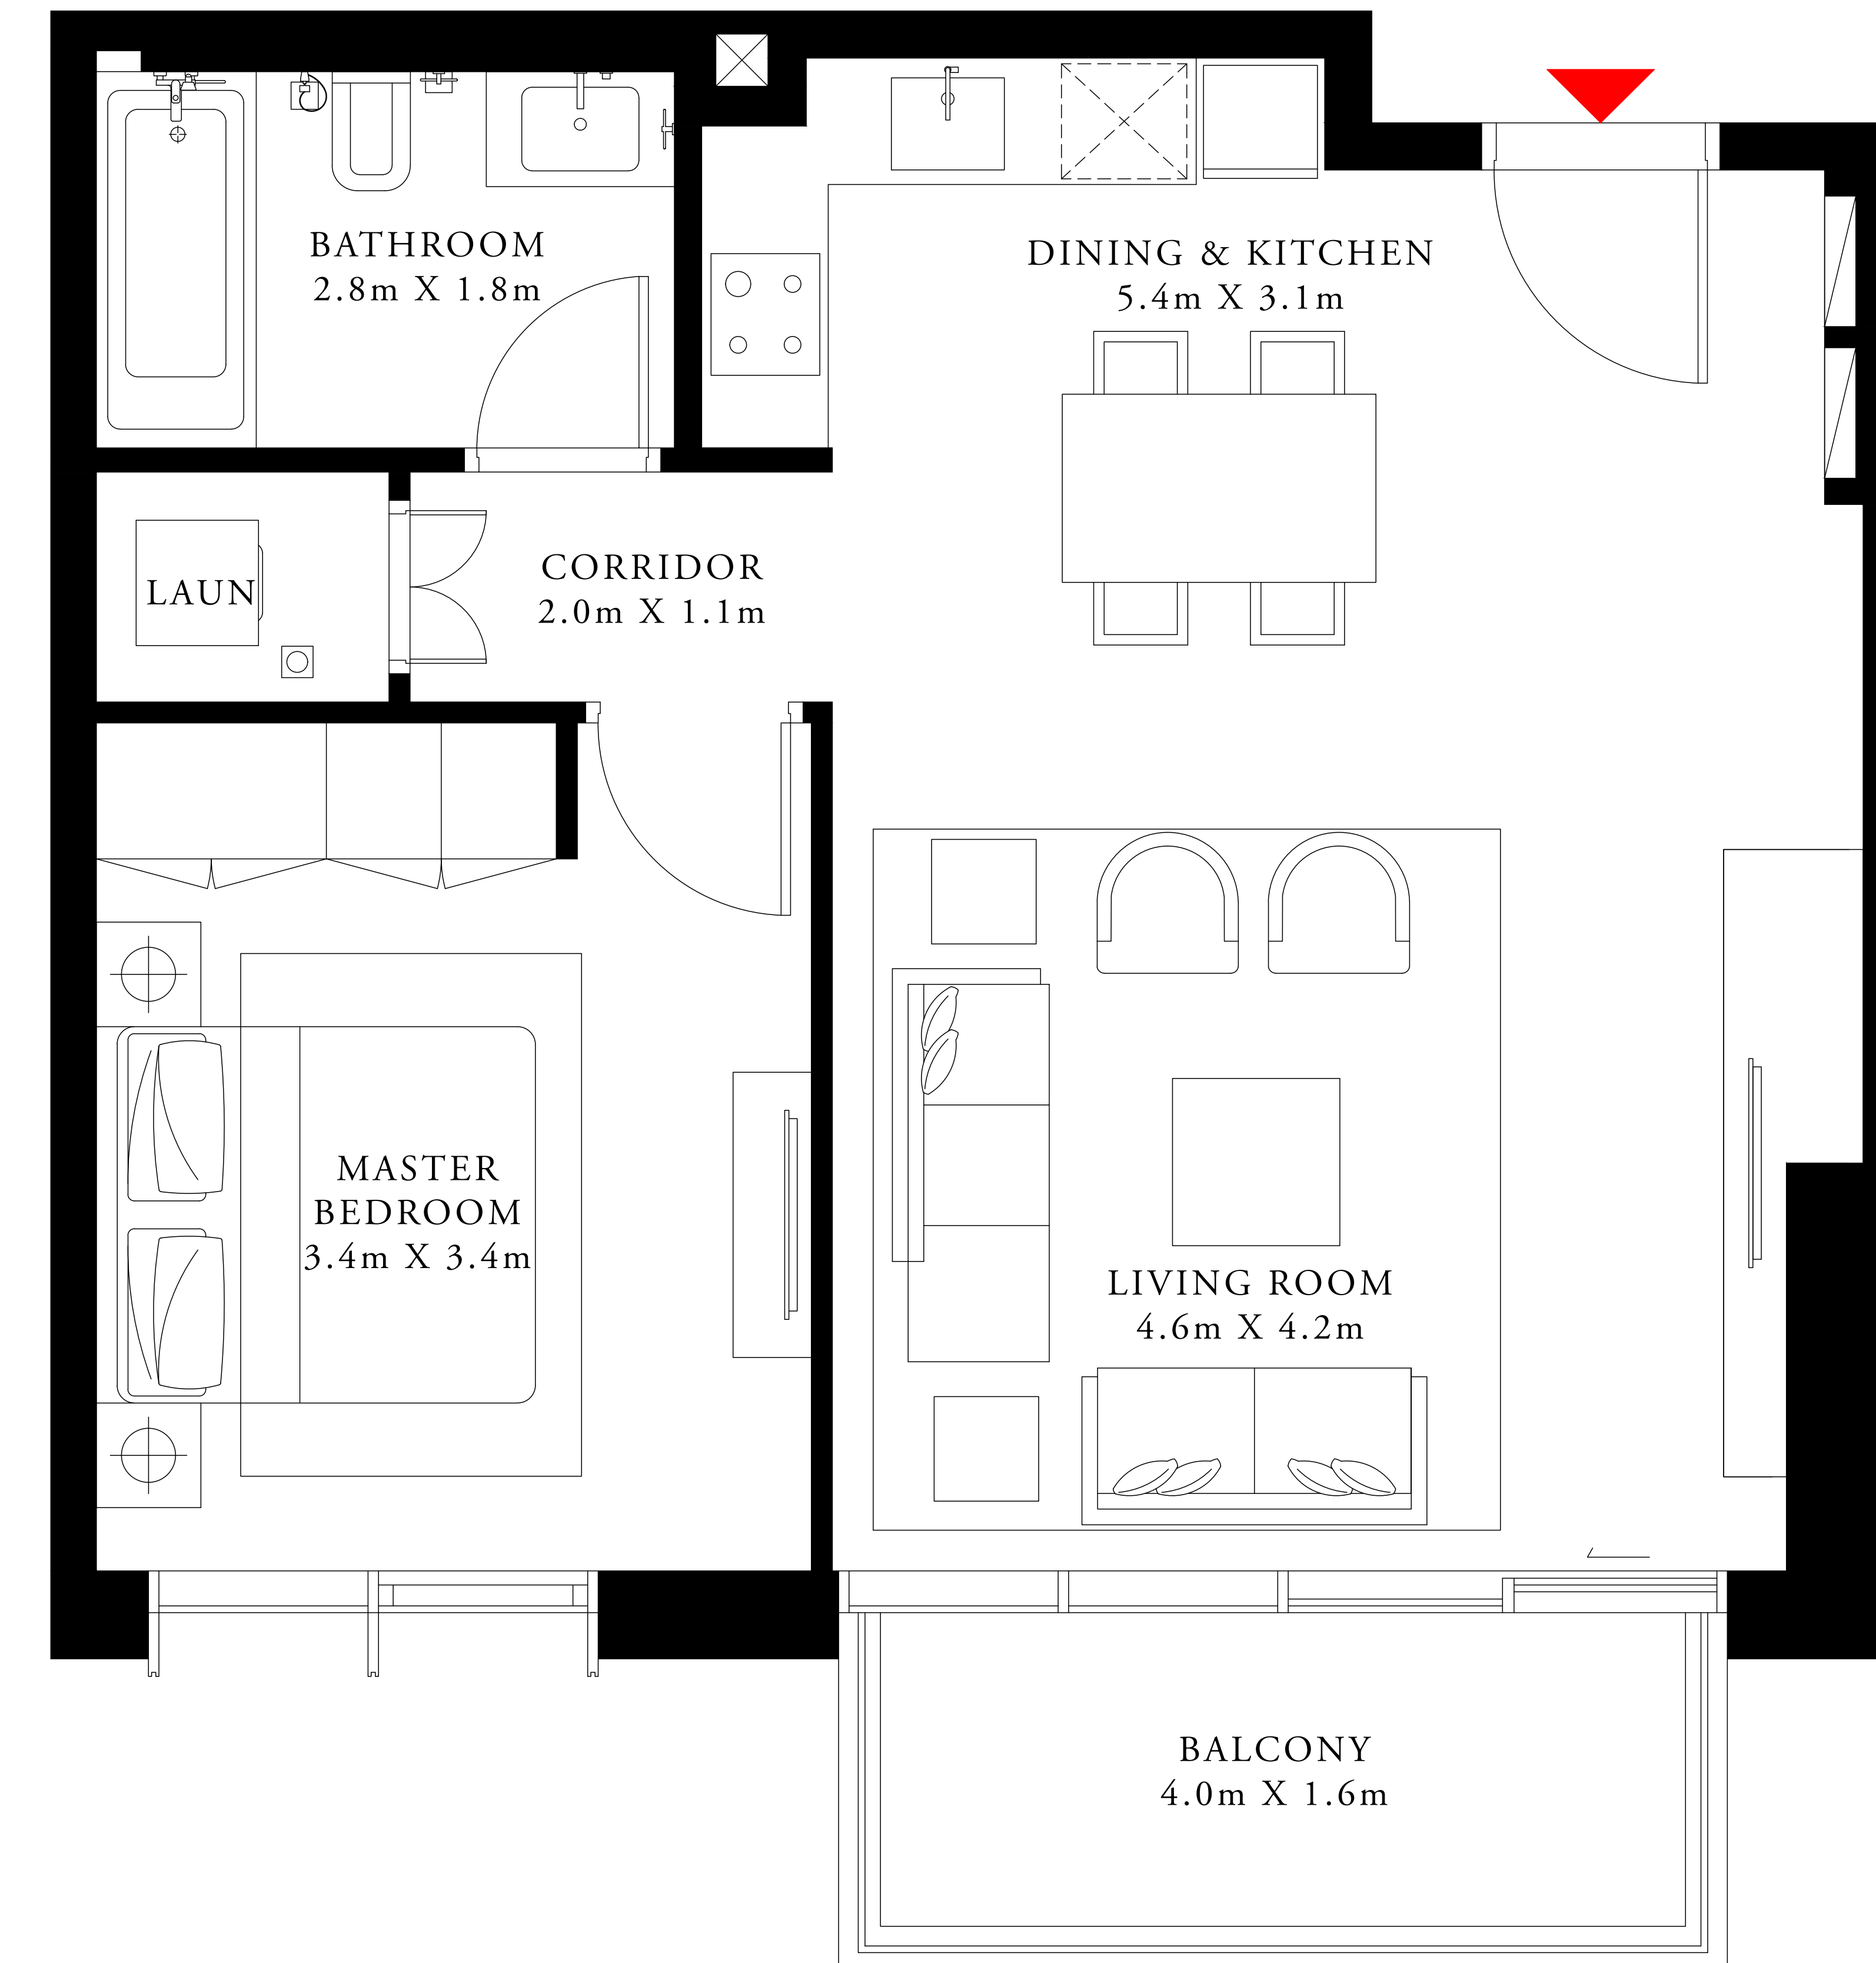 BATHROOM
2.8m X 1.8m
DINING & KITCHEN
5.4m X 3.1m
LAUN
CORRIDOR
2.0m X 1.1m
MASTER
BEDROOM
3.4m X 3.4m
LIVING ROOM
4.6m X 4.2m
BALCONY
4.0m X 1.6m